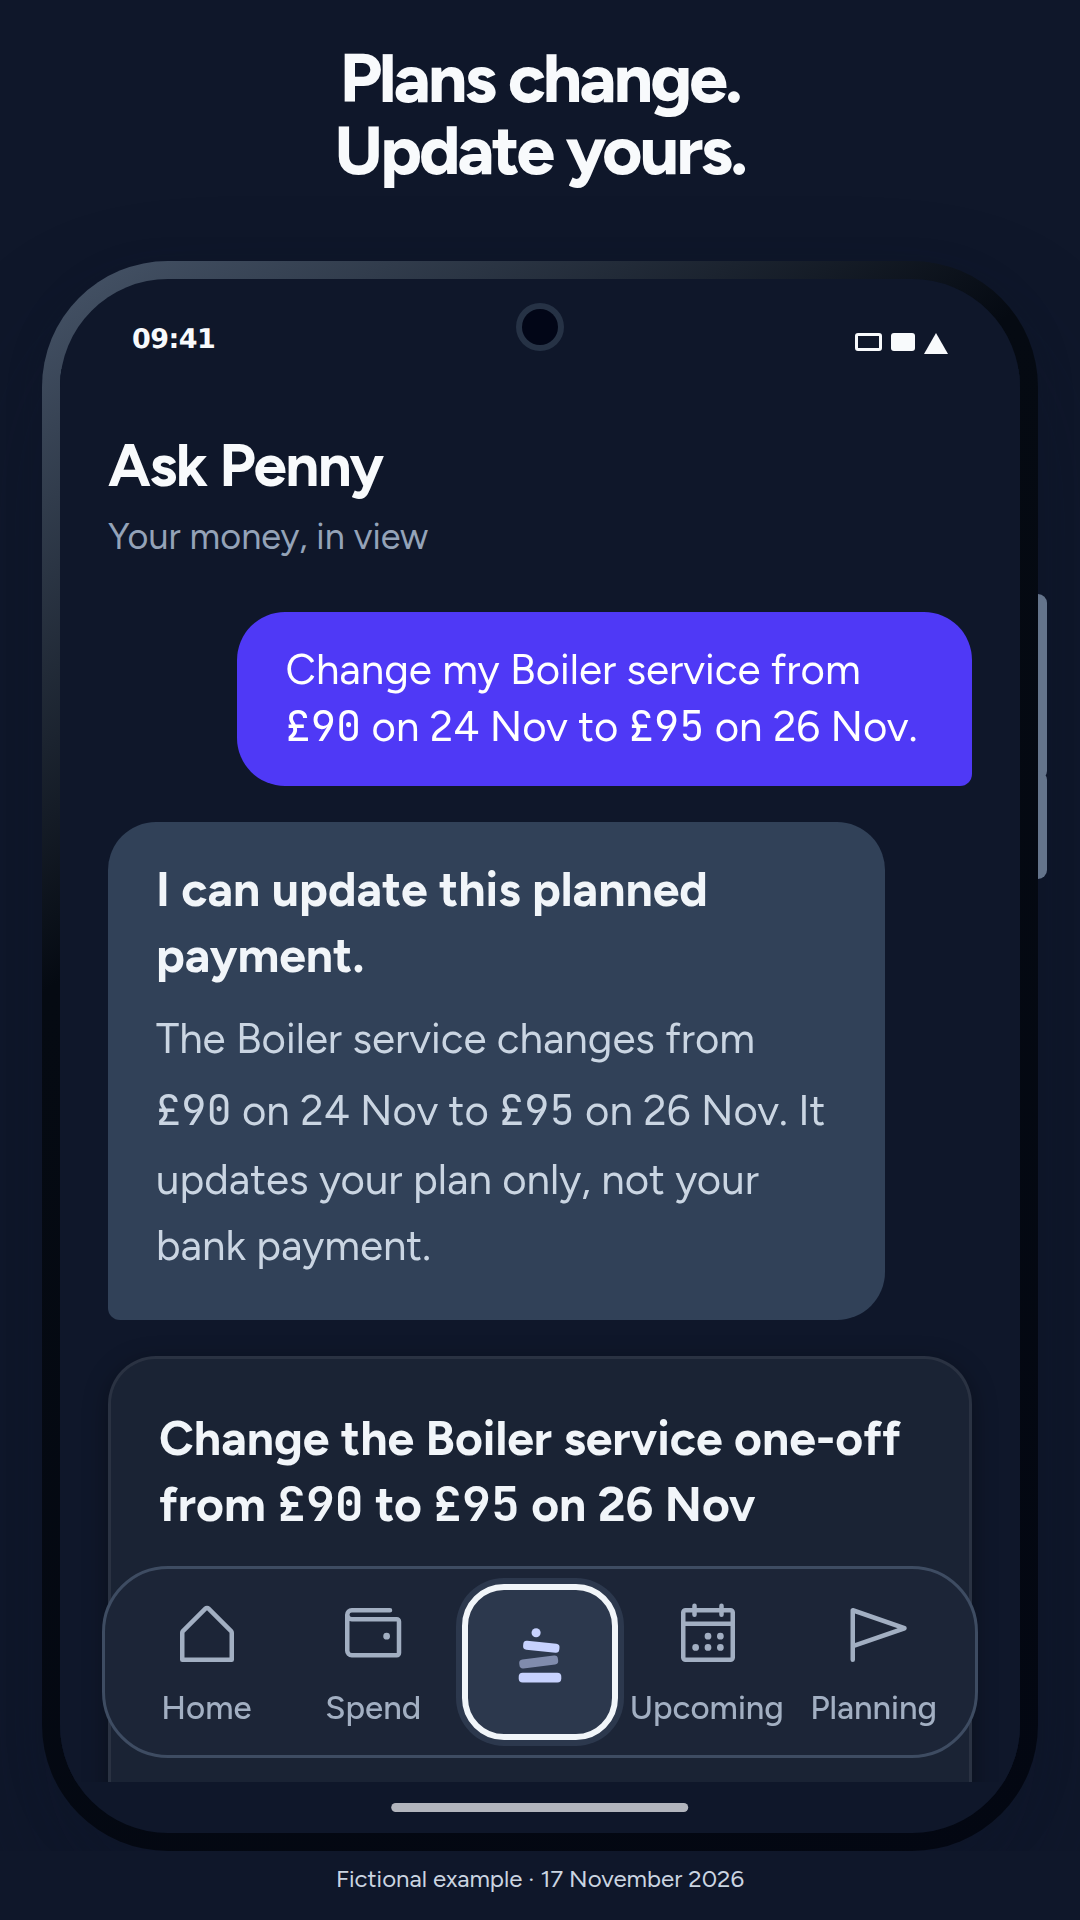 Plans change.
Update yours.
09:41
Ask Penny
Your money, in view
Change my Boiler service from
£90 on 24 Nov to £95 on 26 Nov.
I can update this planned
payment.
The Boiler service changes from
£90 on 24 Nov to £95 on 26 Nov. It
updates your plan only, not your
bank payment.
Change the Boiler service one-off
from £90 to £95 on 26 Nov
Home
Spend
Upcoming
Planning
Fictional example · 17 November 2026